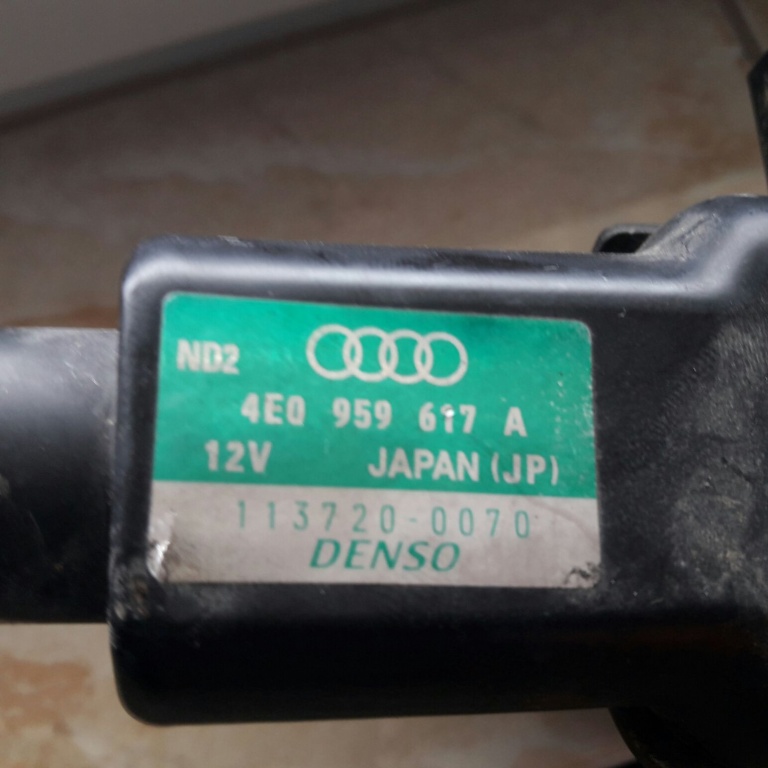 ND2
4E0 959 617 A
12V JAPAN (JP)
113720-0070
DENSO